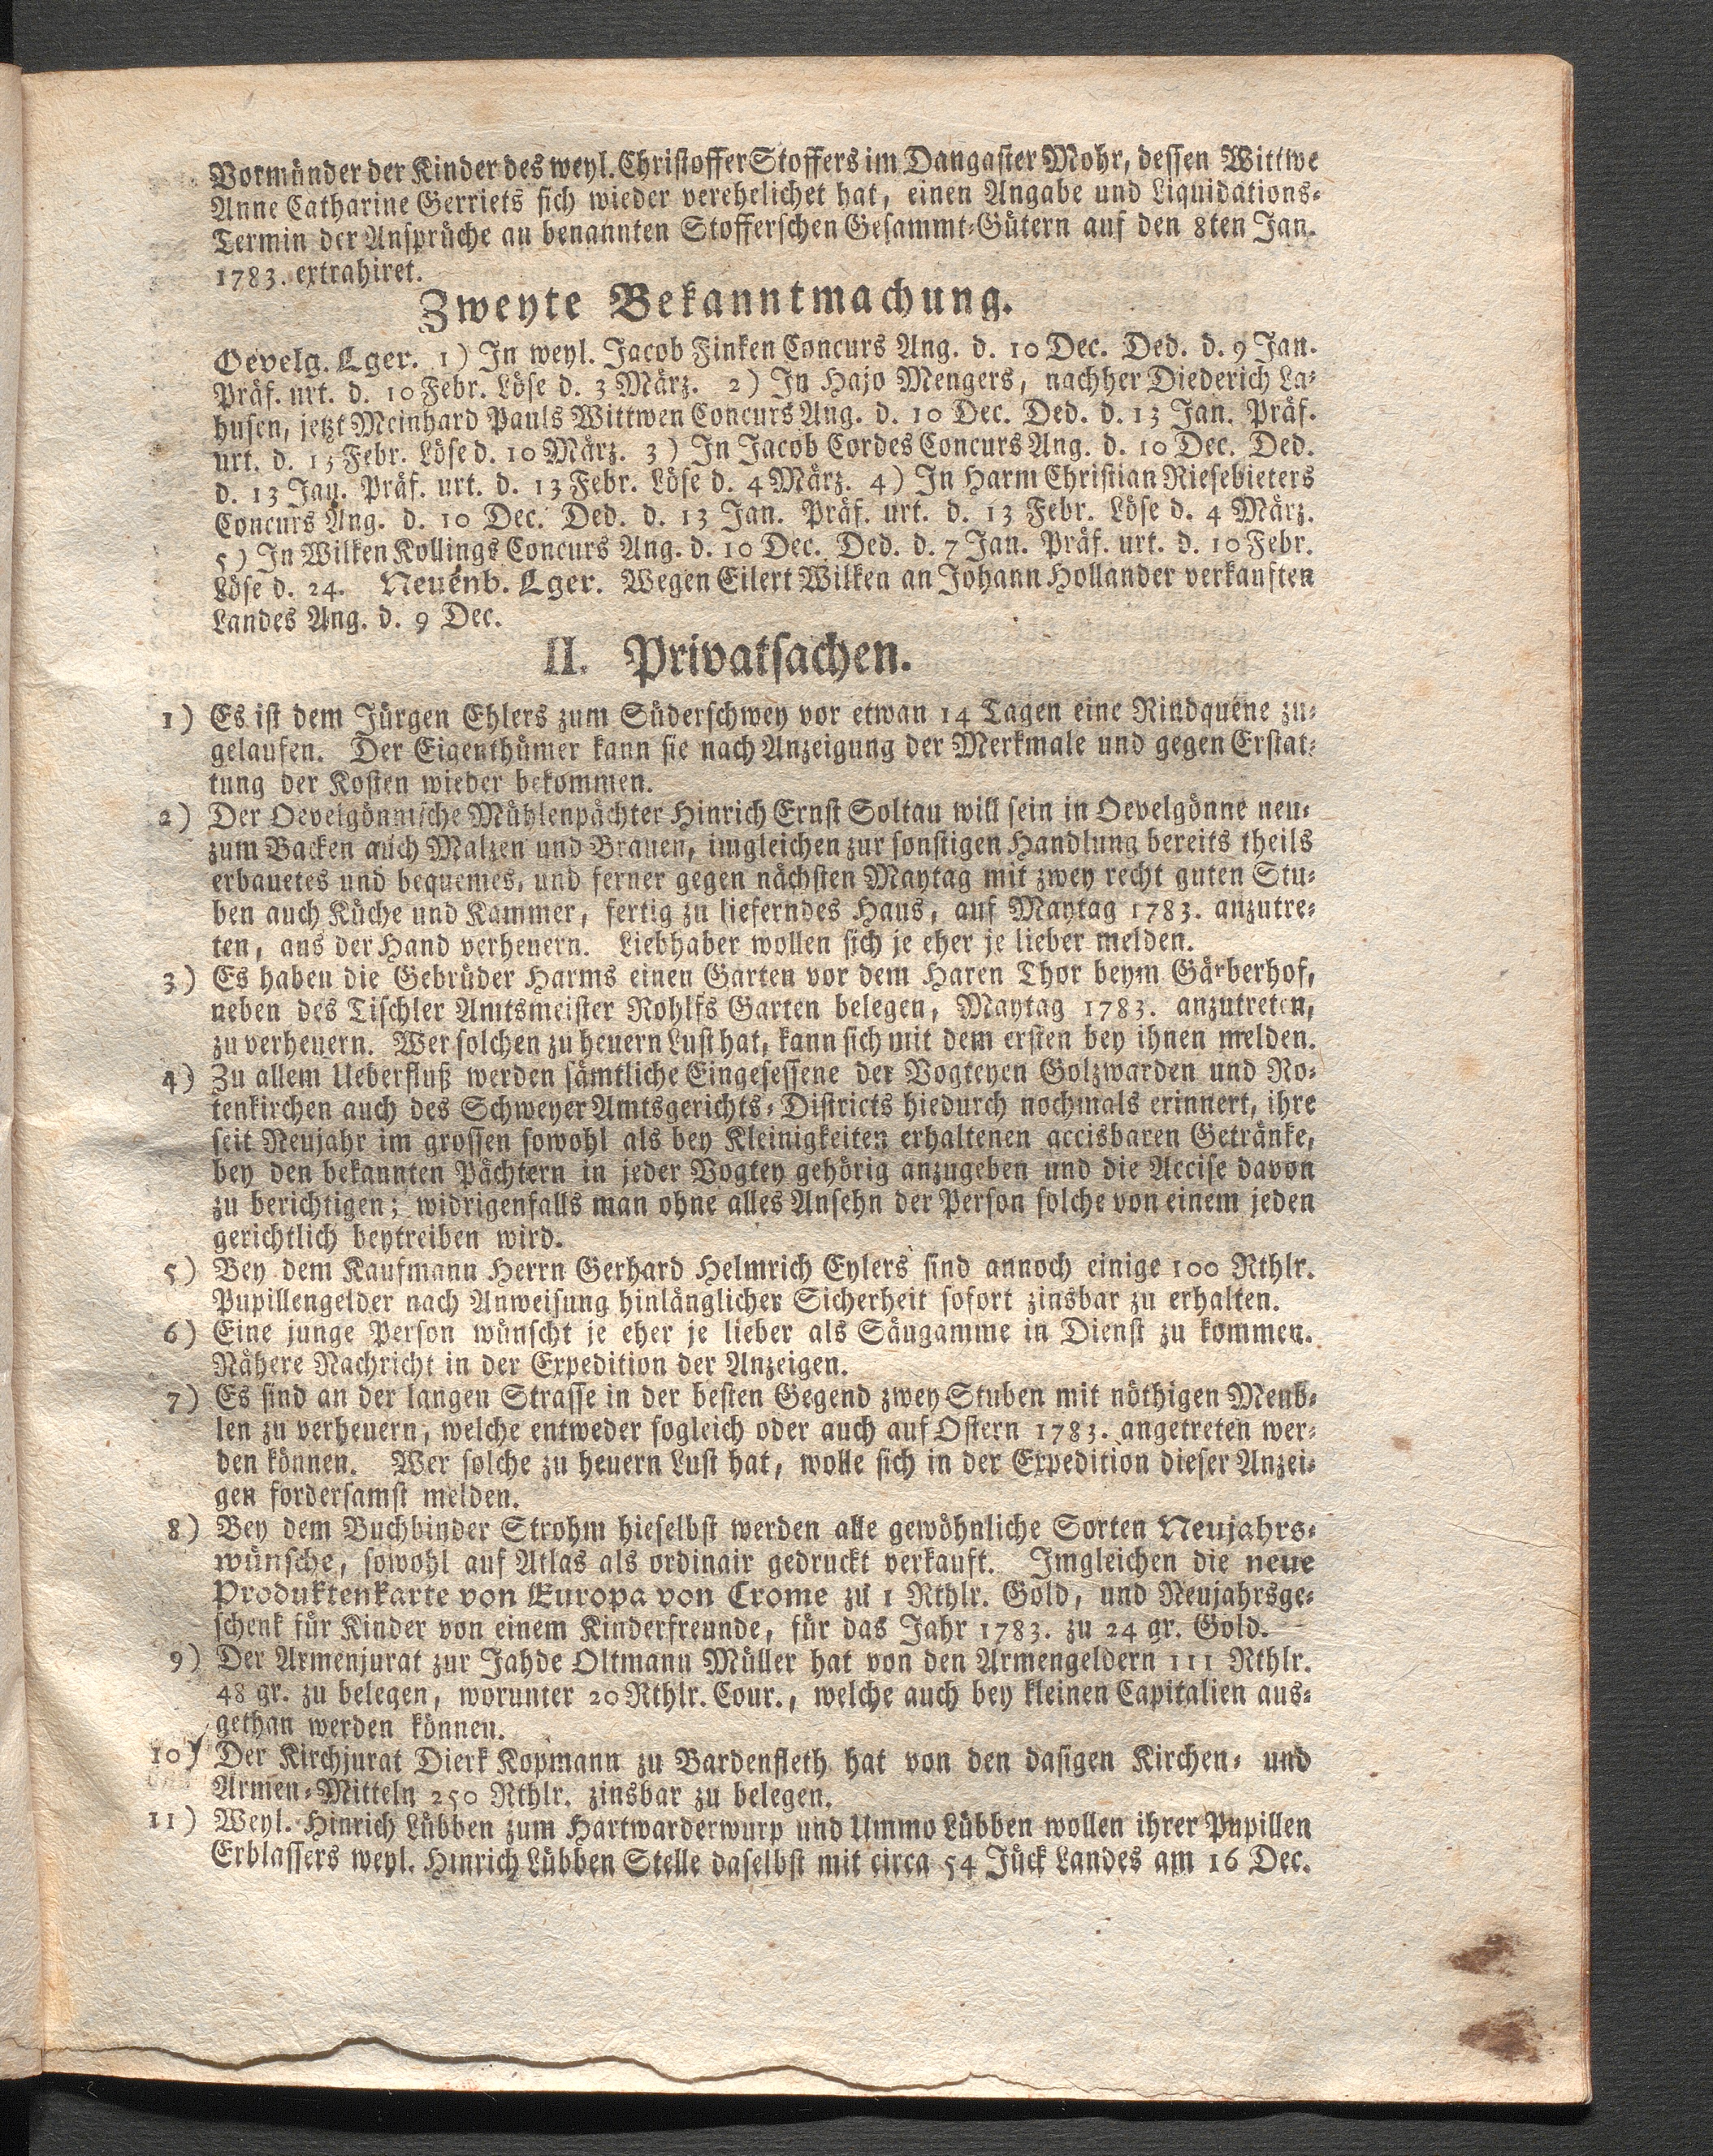 Vormünder der Kinder des weyl. Christoffer Stoffers im Dangaster Mohr, dessen Wittwe
Anne Catharine Gerriets sich wieder verehelichet hat, einen Angabe und Liquidations-
Termin der Ansprüche an benannten Stofferschen Gesammt-Gütern auf den 8ten Jan.
1783. extrahiret.
Zweyte Bekanntmachung.
Oevelg. Lger. 1) In weyl. Jacob Finken Concurs Ang. d. 10 Dec. Ded. d. 9 Jan.
Präf. urt. d. 10 Febr. Löse d. 3 März. 2) In Hajo Mengers, nachher Diederich La-
husen, jetzt Meinhard Pauls Wittwen Concurs Ang. d. 10 Dec. Ded. d. 13 Jan. Präf.
urt. d. 13 Febr. Löse d. 10 März. 3) In Jacob Cordes Concurs Ang. d. 10 Dec. Ded.
d. 13 Jan. Präf. urt. d. 13 Febr. Löse d. 4 März. 4) In Harm Christian Riesebieters
Concurs Ang. d. 10 Dec. Ded. d. 13 Jan. Präf. urt. d. 13 Febr. Löse d. 4 März.
5) In Wilken Kollings Concurs Ang. d. 10 Dec. Ded. d. 7 Jan. Präf. urt. d. 10 Febr.
Löse d. 24. Neuenb. Lger. Wegen Eilert Wilken an Johann Hollander verkauften
Landes Ang. d. 9 Dec.
II. Privatsachen.
1) Es ist dem Jürgen Ehlers zum Süderschwey vor etwan 14 Tagen eine Rindquene zu-
gelaufen. Der Eigenthümer kann sie nach Anzeigung der Merkmale und gegen Erstat-
tung der Kosten wieder bekommen.
2) Der Oevelgönnische Mühlenpächter Hinrich Ernst Soltau will sein in Oevelgönne neu-
zum Backen auch Malzen und Brauen, imgleichen zur sonstigen Handlung bereits theils
erbauetes und bequemes, und ferner gegen nächsten Maytag mit zwey recht guten Stu-
ben auch Küche und Kammer, fertig zu lieferndes Haus, auf Maytag 1783. anzutre-
ten, aus der Hand verheuern. Liebhaber wollen sich je eher je lieber melden.
3) Es haben die Gebrüder Harms einen Garten vor dem Haren Thor beym Gärberhof,
neben des Tischler Amtsmeister Rohlfs Garten belegen, Maytag 1783. anzutreten,
zu verheuern. Wer solchen zu heuern Lust hat, kann sich mit dem ersten bey ihnen melden.
4) Zu allem Ueberfluß werden sämtliche Eingesessene der Vogteyen Golzwarden und Ro-
tenkirchen auch des Schweyer Amtsgerichts-Districts hiedurch nochmals erinnert, ihre
seit Neujahr im grossen sowohl als bey Kleinigkeiten erhaltenen accisbaren Getränke,
bey den bekannten Pächtern in jeder Vogtey gehörig anzugeben und die Accise davon
zu berichtigen; widrigenfalls man ohne alles Ansehn der Person solche von einem jeden
gerichtlich beytreiben wird.
5) Bey dem Kaufmann Herrn Gerhard Helmrich Eylers sind annoch einige 100 Rthlr.
Pupillengelder nach Anweisung hinlänglicher Sicherheit sofort zinsbar zu erhalten.
6) Eine junge Person wünscht je eher je lieber als Säugamme in Dienst zu kommen.
Nähere Nachricht in der Expedition der Anzeigen.
7) Es sind an der langen Strasse in der besten Gegend zwey Stuben mit nöthigen Meub-
len zu verheuern, welche entweder sogleich oder auch auf Ostern 1783. angetreten wer-
den können. Wer solche zu heuern Lust hat, wolle sich in der Expedition dieser Anzei-
gen fordersamst melden.
8) Bey dem Buchbinder Strohm hieselbst werden alle gewöhnliche Sorten Neujahrs-
wünsche, sowohl auf Atlas als ordinair gedruckt verkauft. Imgleichen die neue
Produktenkarte von Europa von Crome zu 1 Rthlr. Gold, und Neujahrsge-
schenk für Kinder von einem Kinderfreunde, für das Jahr 1783. zu 24 gr. Gold.
9) Der Armenjurat zur Jahde Oltmann Müller hat von den Armengeldern 111 Rthlr.
48 gr. zu belegen, worunter 20 Rthlr. Cour., welche auch bey kleinen Capitalien aus-
gethan werden können.
10) Der Kirchjurat Dierk Kopmann zu Bardenfleth hat von den dasigen Kirchen- und
Armen-Mitteln 250 Rthlr. zinsbar zu belegen.
11) Weyl. Hinrich Lübben zum Hartwarderwurp und Ummo Lübben wollen ihrer Pupillen
Erblassers weyl. Hinrich Lübben Stelle daselbst mit circa 54 Jück Landes am 16 Dec.